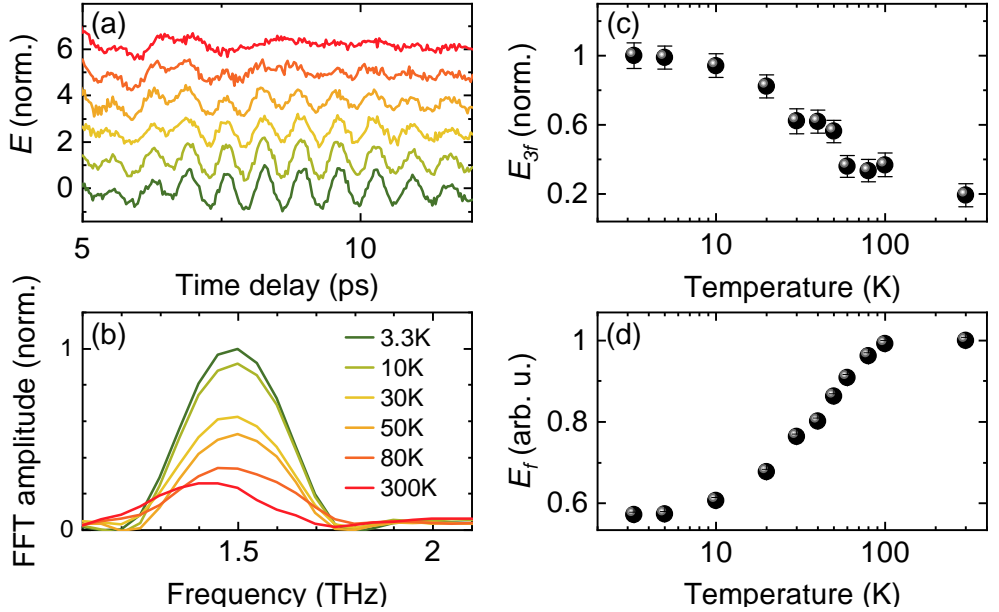 (a)
E (norm.)
6
4
2
0
5
10
Time delay (ps)
(b)
FFT amplitude (norm.)
1
0
3.3K
10K
30K
50K
80K
300K
1.5
2
Frequency (THz)
(c)
E3f (norm.)
1
0.6
0.2
10
100
Temperature (K)
(d)
Ef (arb. u.)
1
0.8
0.6
10
100
Temperature (K)